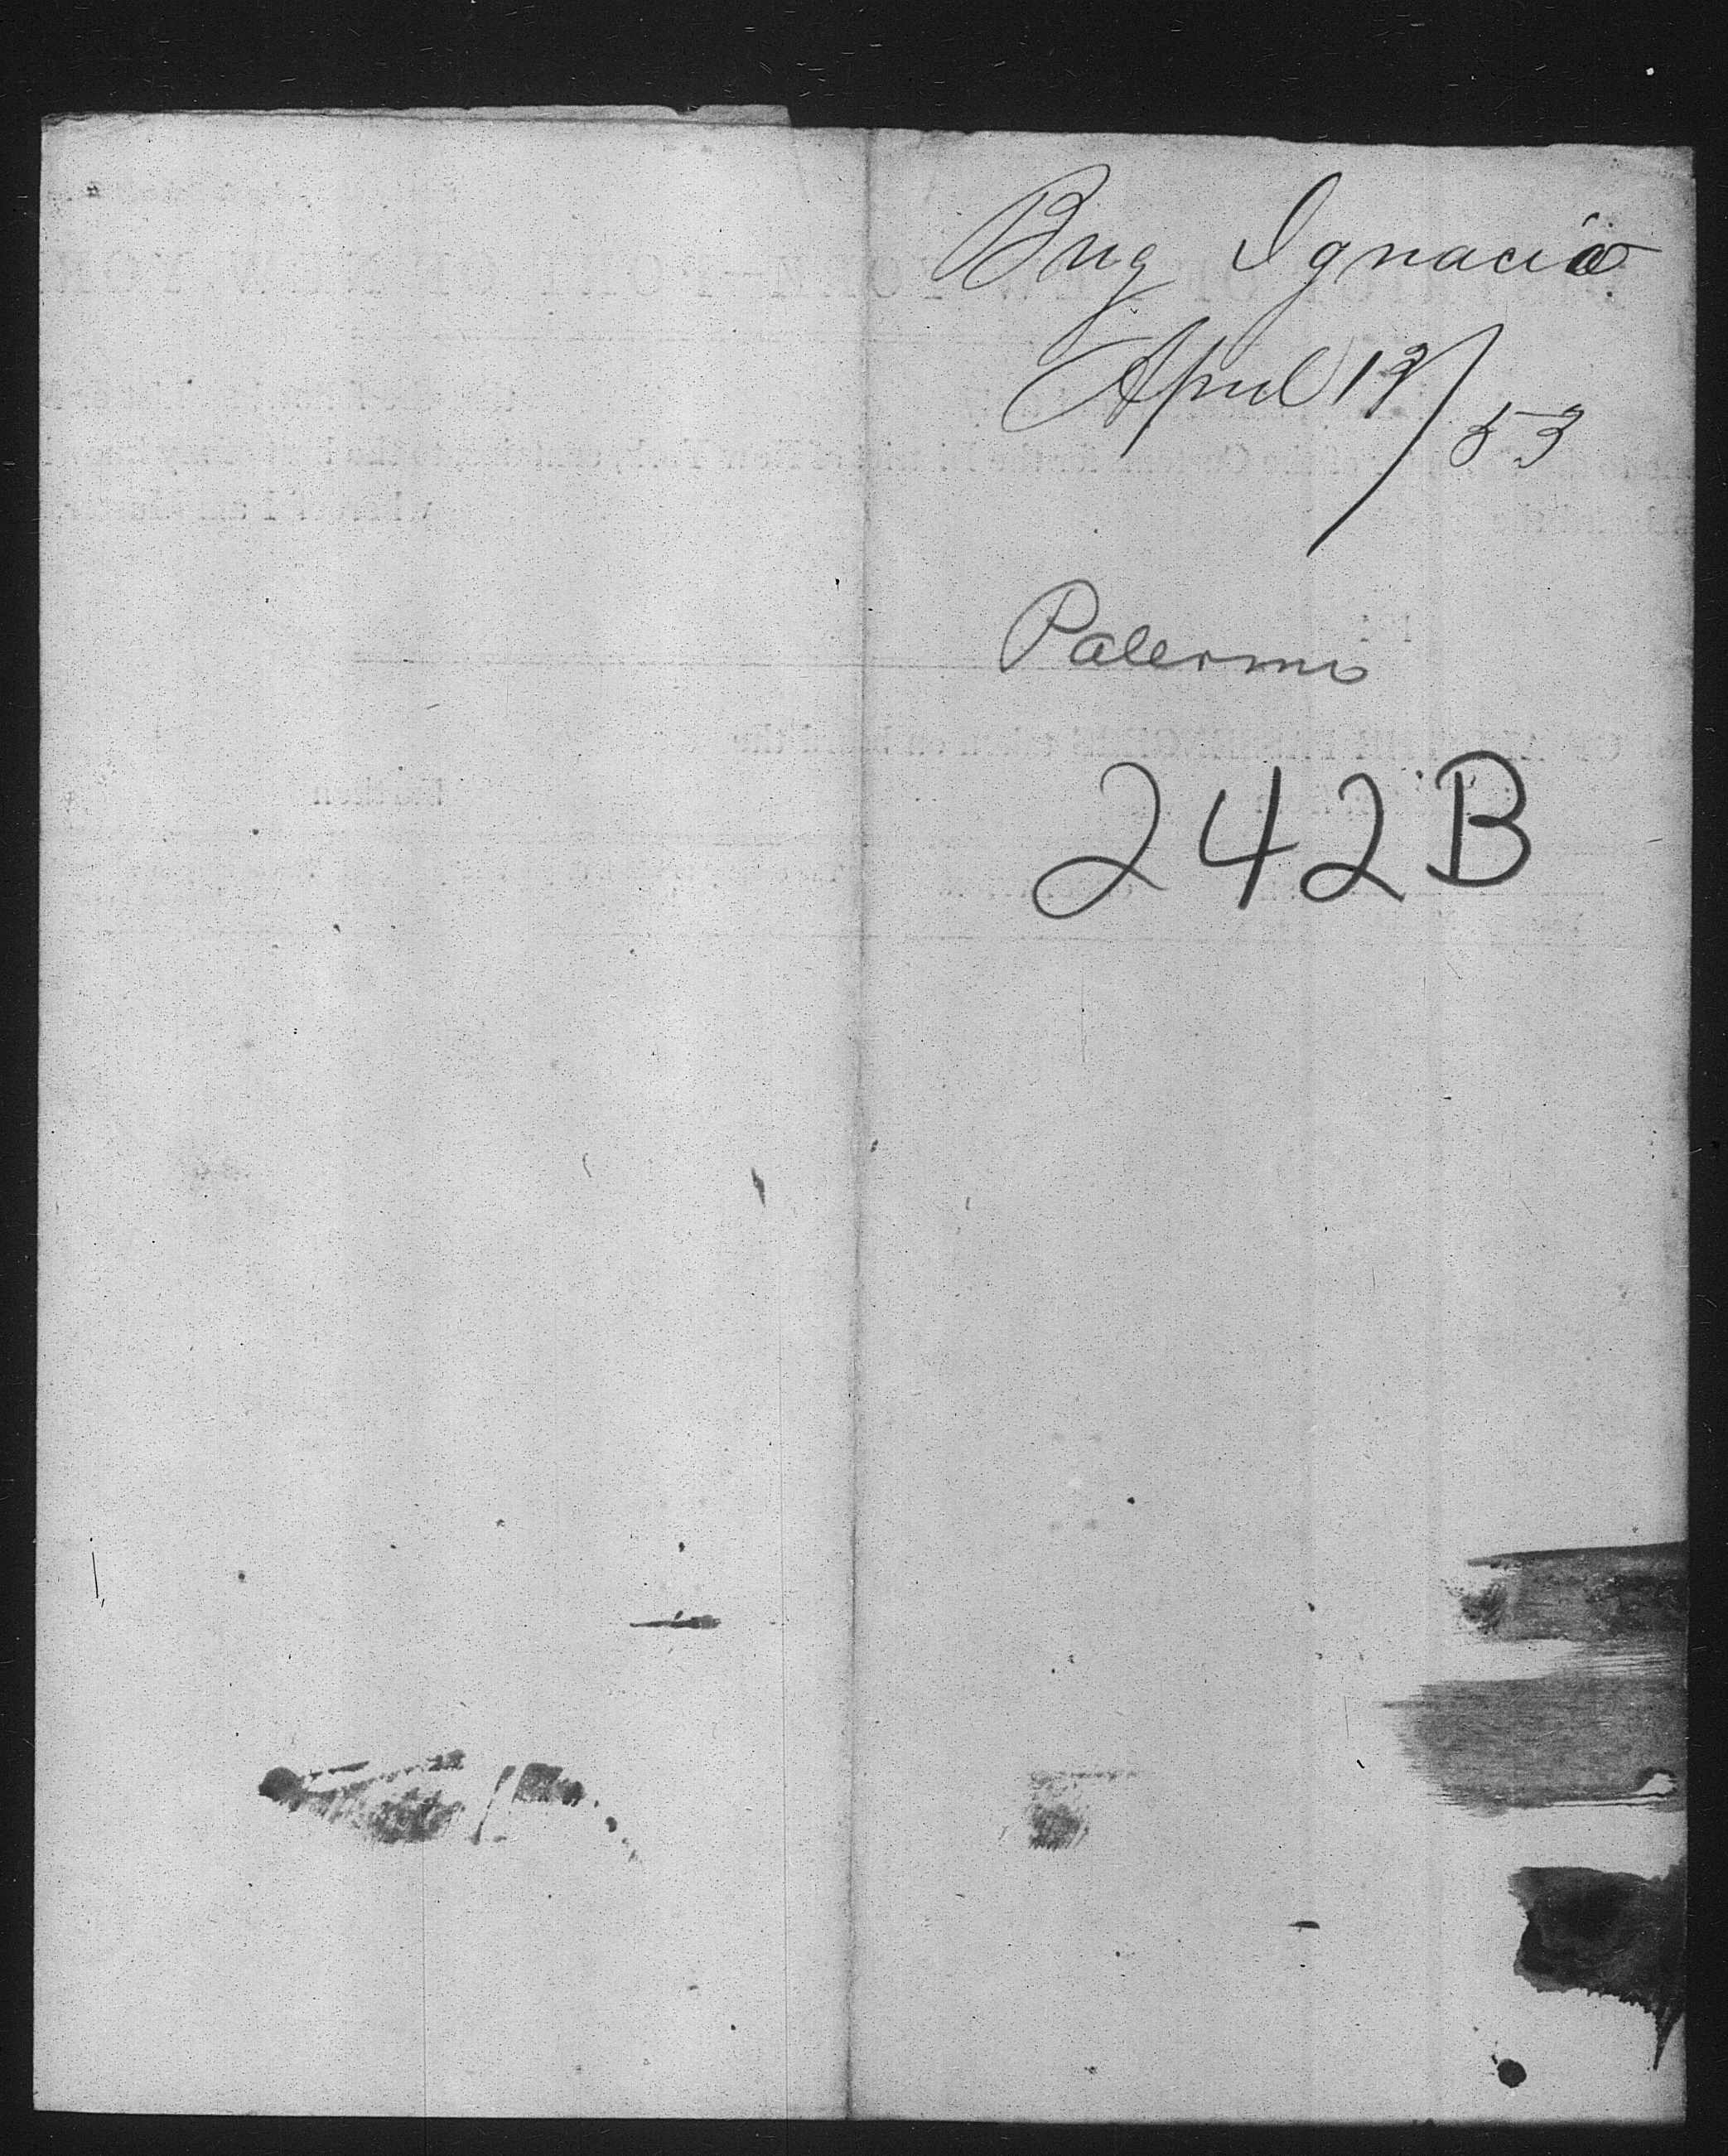 Brig Ignacio
April 19/53
Palermo
242B